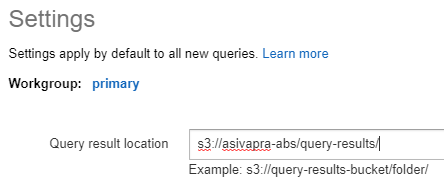 Settings
Settings apply by default to all new queries. Learn more
Workgroup: primary
Query result location s3://asivapra-abs/query-results/
Example: s3://query-results-bucket/folder/